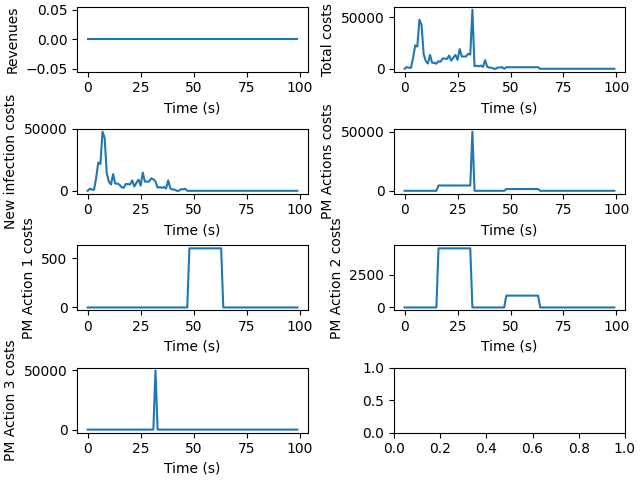 Revenues
0.05
0.00
−0.05
0 25 50 75 100
Time (s)
Total costs
50000
0
0 25 50 75 100
Time (s)
New infection costs
50000
0
0 25 50 75 100
Time (s)
PM Actions costs
50000
0
0 25 50 75 100
Time (s)
PM Action 1 costs
500
0
0 25 50 75 100
Time (s)
PM Action 2 costs
2500
0
0 25 50 75 100
Time (s)
PM Action 3 costs
50000
0
0 25 50 75 100
Time (s)
1.0
0.5
0.0
0.0 0.2 0.4 0.6 0.8 1.0